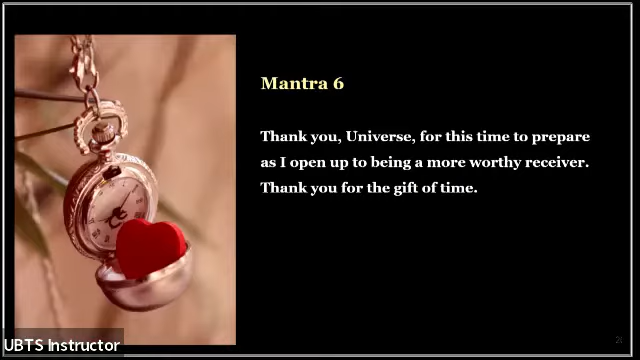 Mantra 6
Thank you, Universe, for this time to prepare
as I open up to being a more worthy receiver.
Thank you for the gift of time.
UBTS Instructor